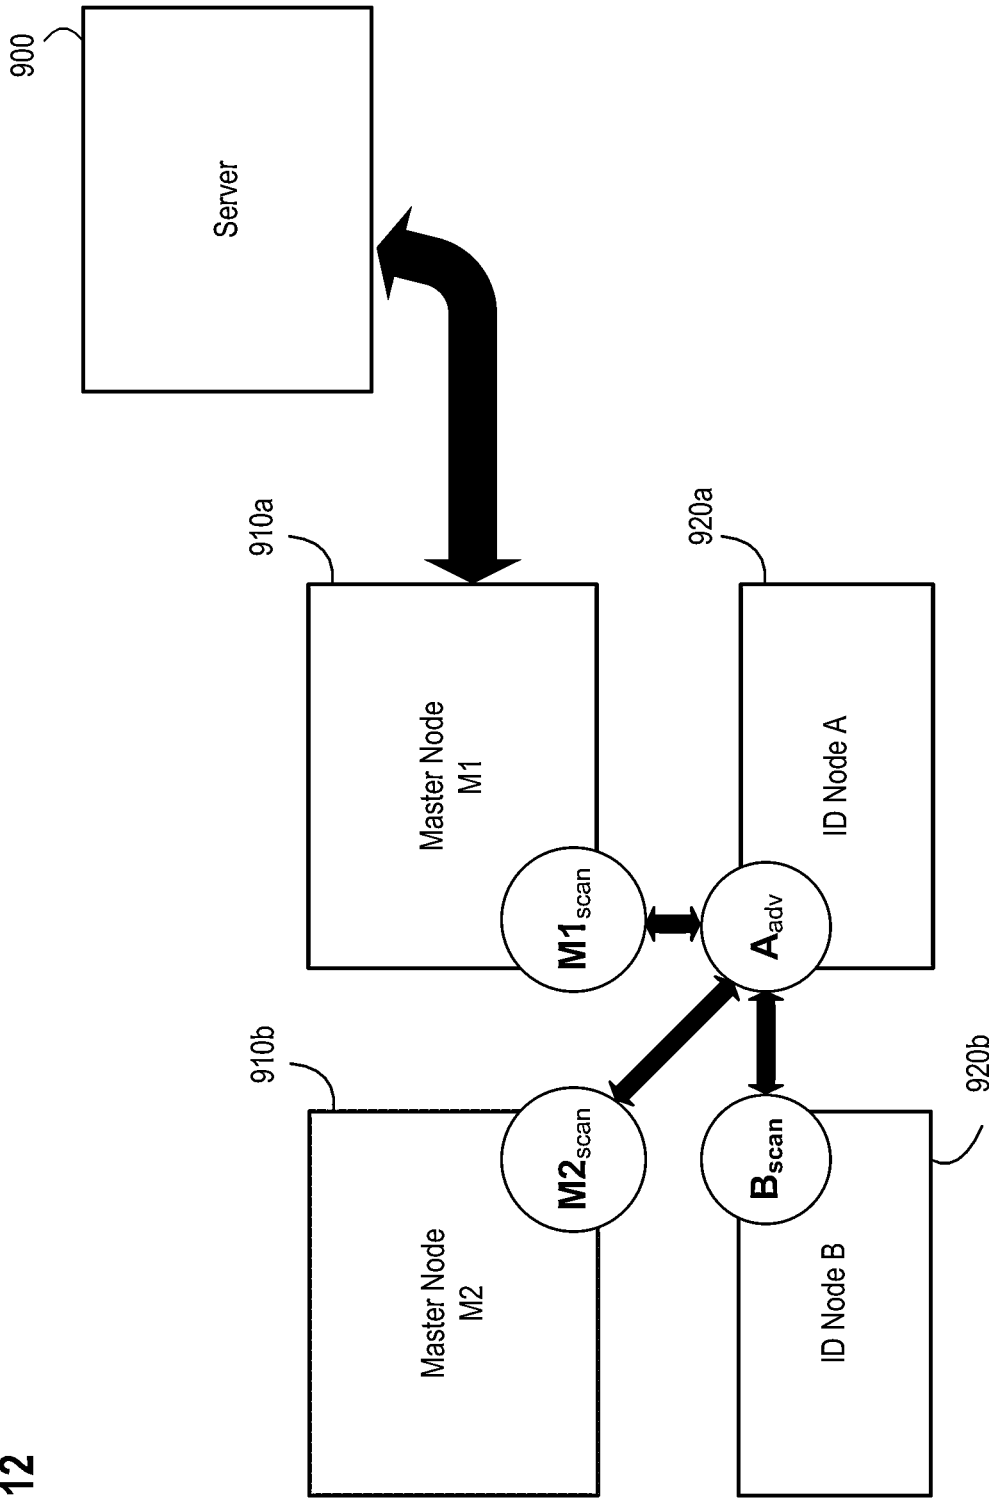 900
Server
910b
910a
Master Node
M2
Master Node
M1
M2scan
M1scan
920a
Bscan
Aadv
ID Node B
ID Node A
920b
12